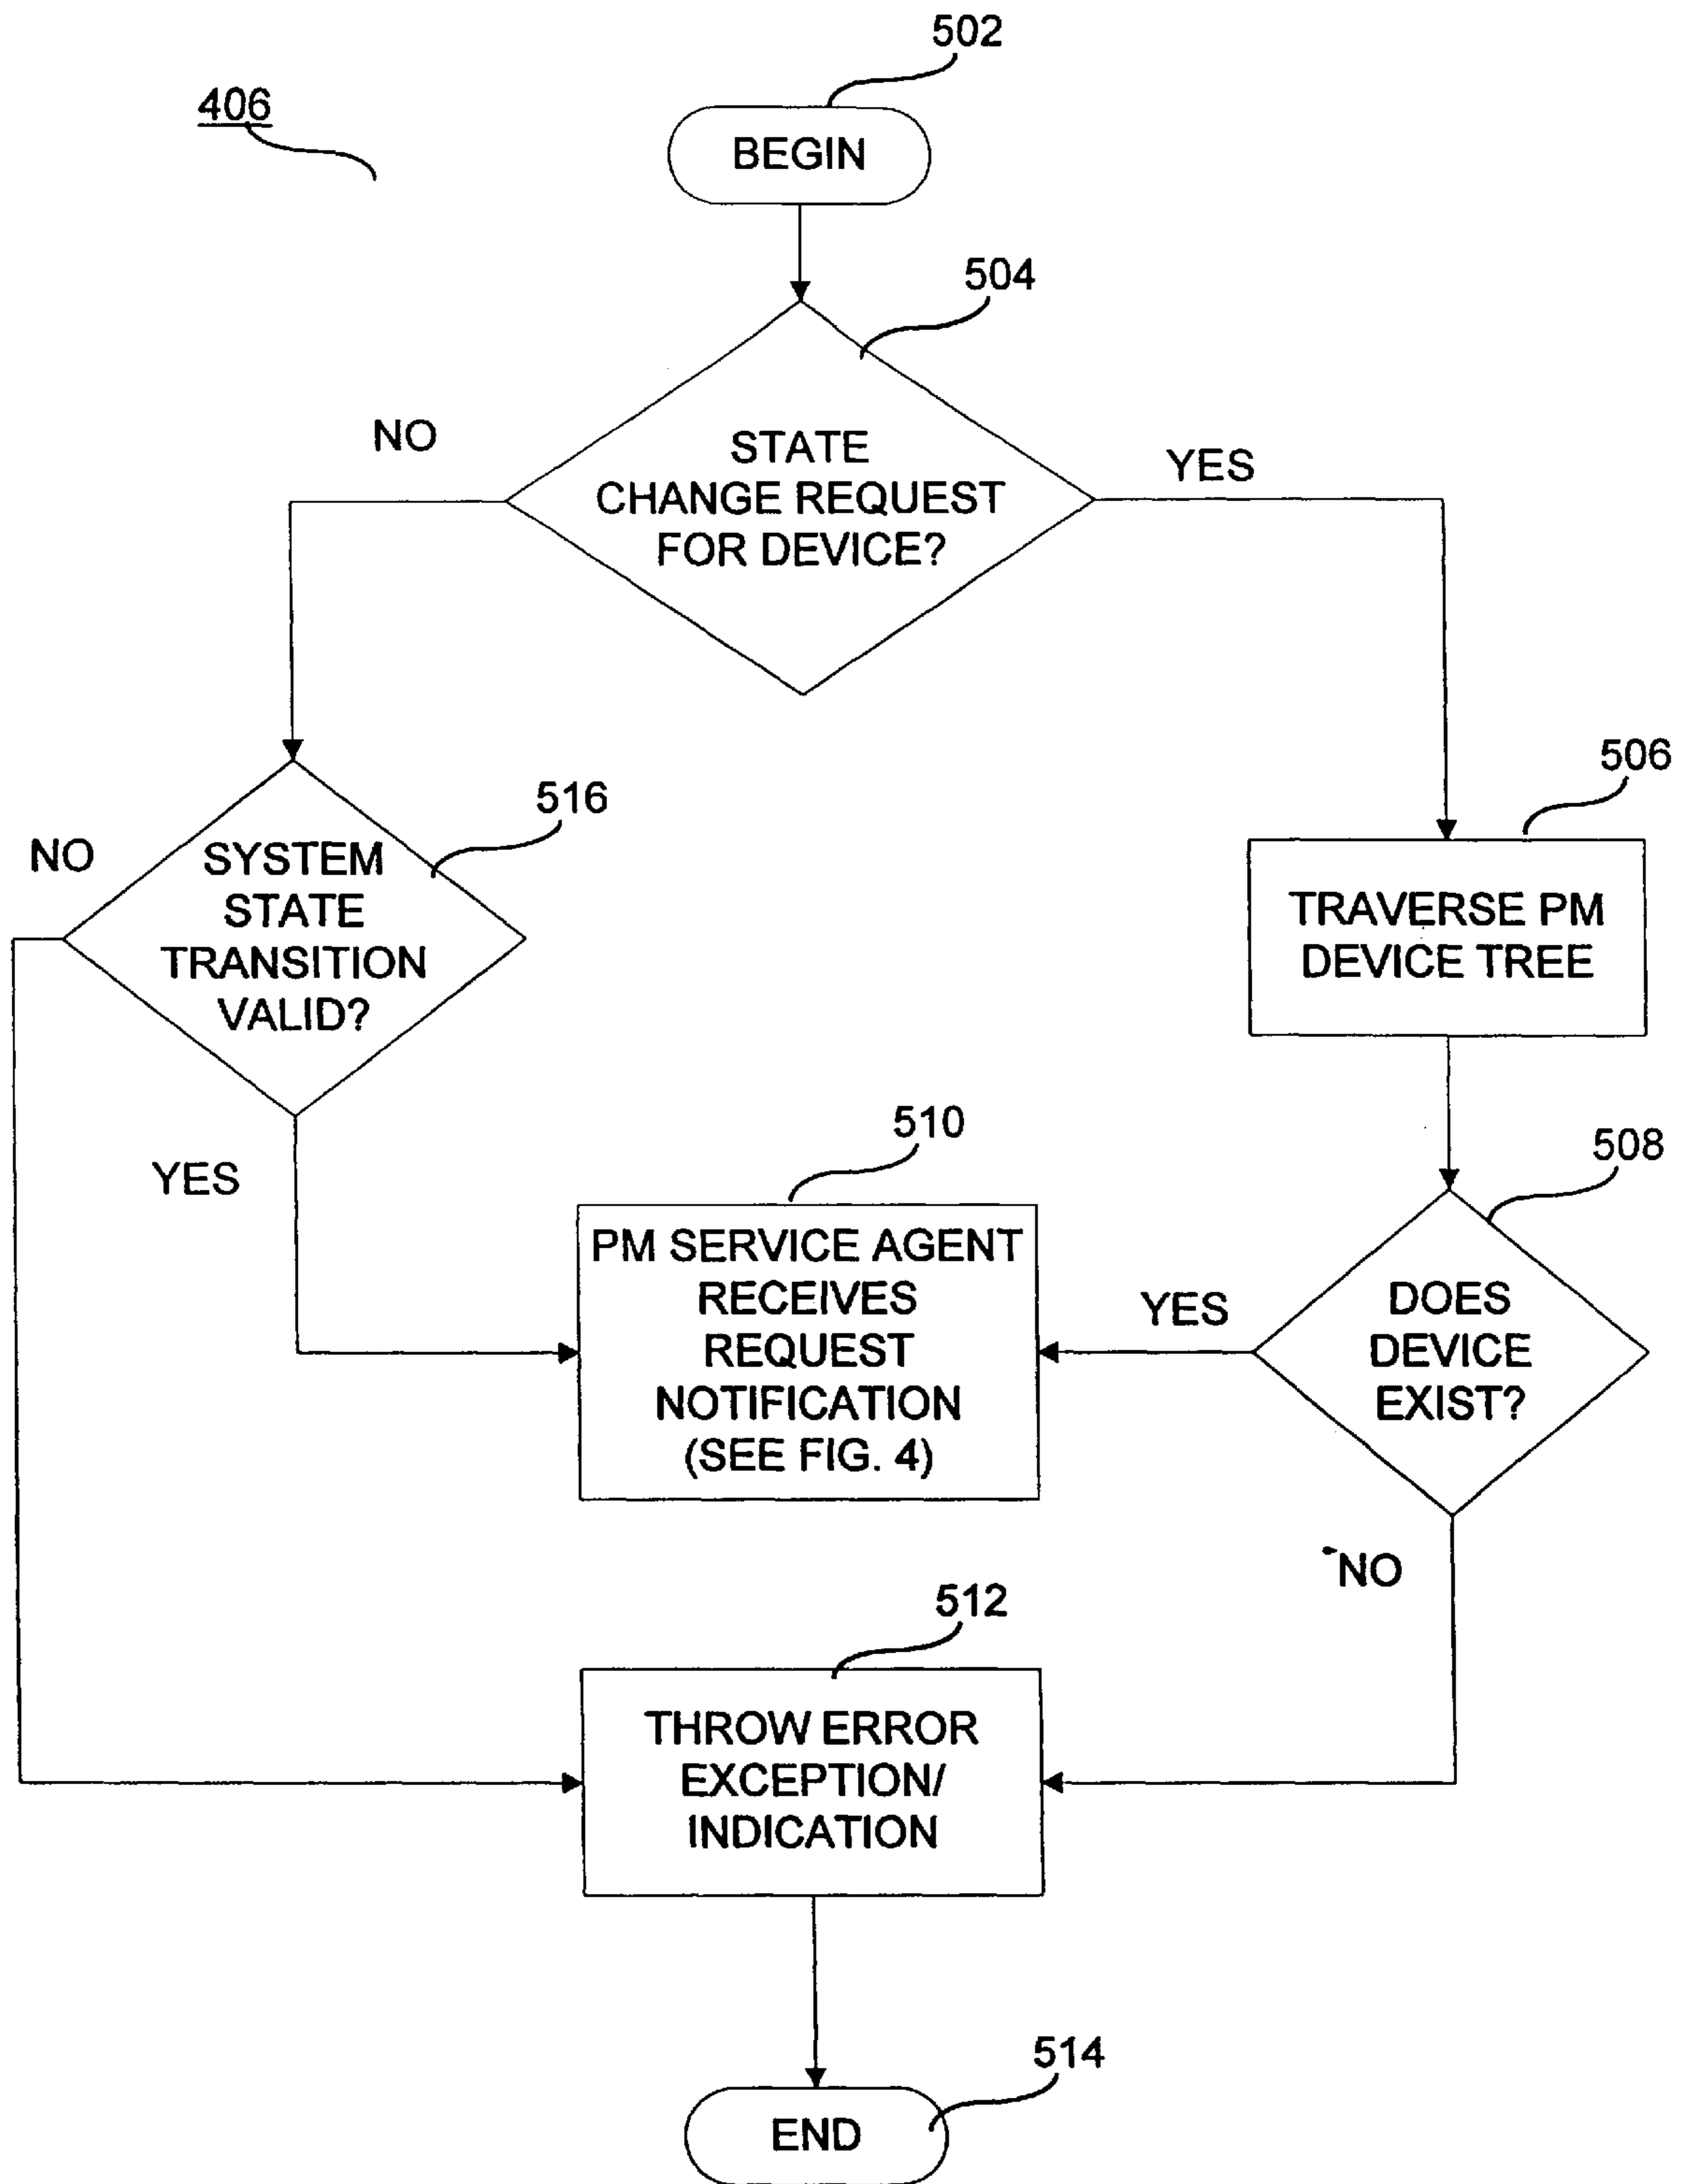 502
406
BEGIN
504
NO
STATE
CHANGE REQUEST
FOR DEVICE?
YES
506
516
NO
SYSTEM
STATE
TRANSITION
VALID?
TRAVERSE PM
DEVICE TREE
510
508
YES
PM SERVICE AGENT
RECEIVES
REQUEST
NOTIFICATION
(SEE FIG. 4)
YES
DOES
DEVICE
EXIST?
NO
512
THROW ERROR
EXCEPTION/
INDICATION
514
END